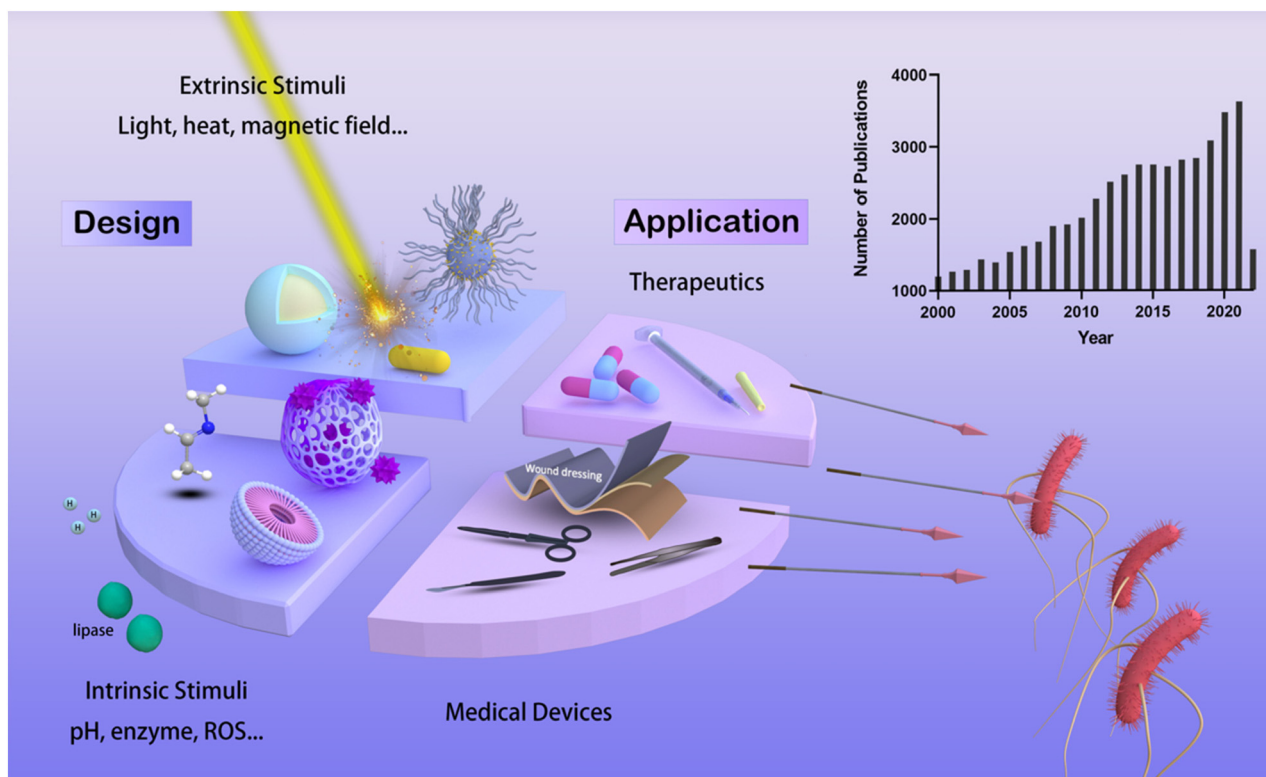 Extrinsic Stimuli
Light, heat, magnetic field...
Design
Application
Therapeutics
Number of Publications
4000
3000
2000
1000
2000 2005 2010 2015 2020
Year
Wound dressing
H
H
H
lipase
Intrinsic Stimuli
pH, enzyme, ROS...
Medical Devices